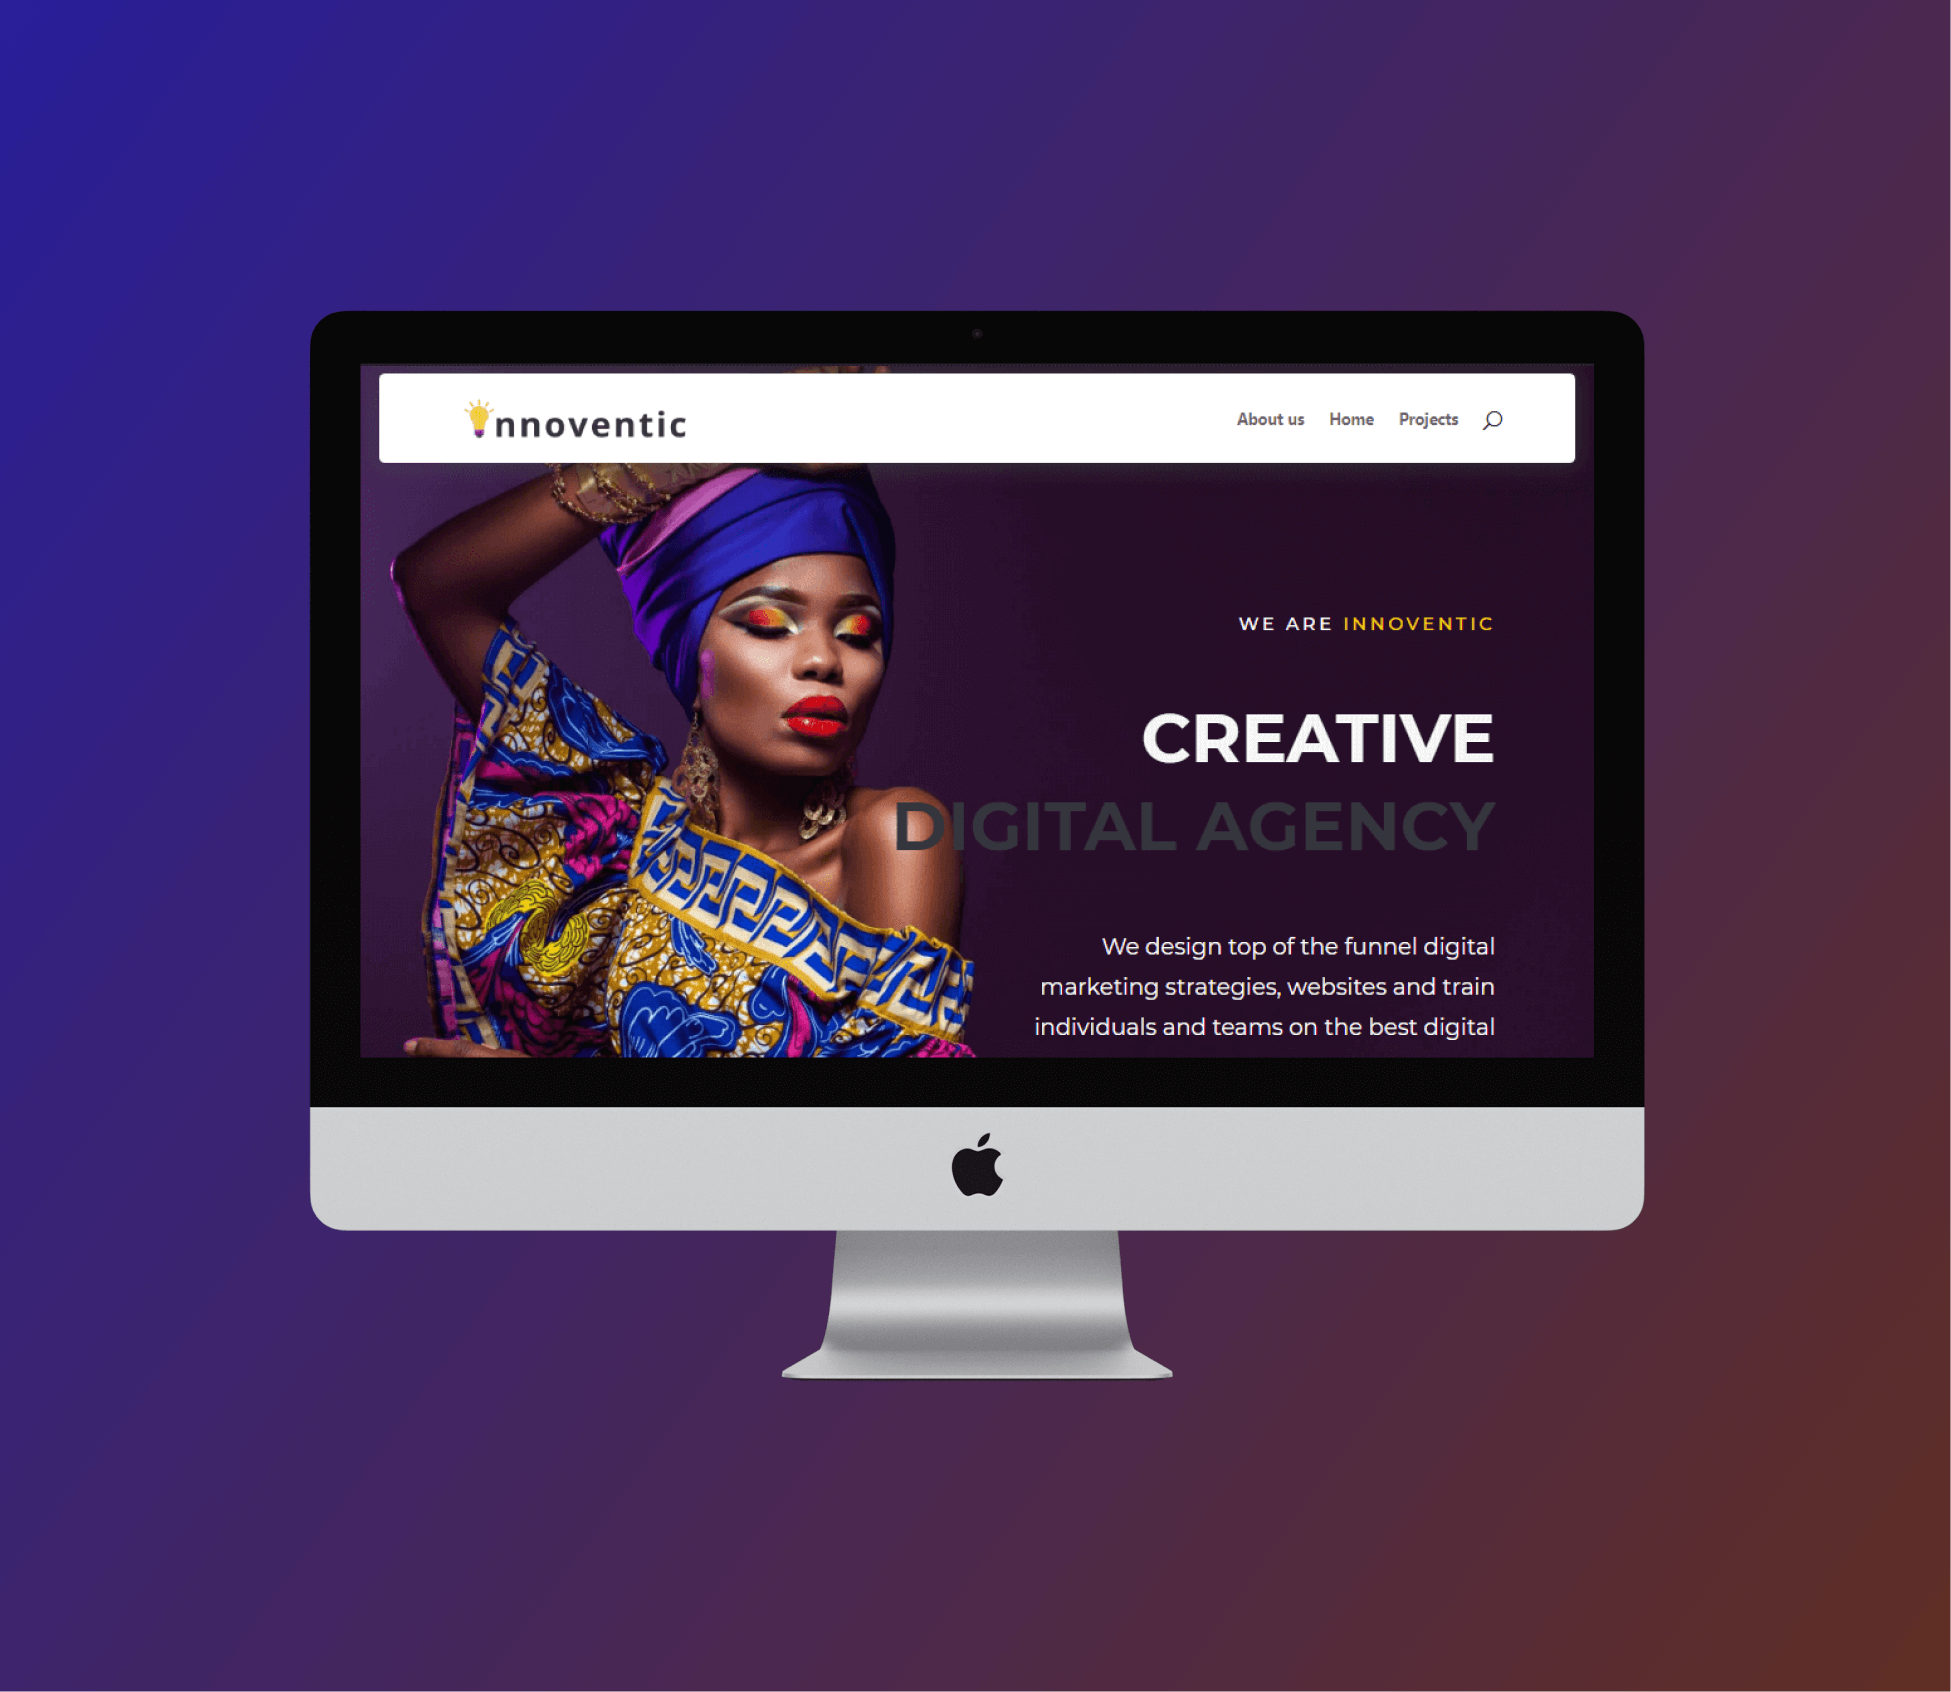 nnoventic
About us Home Projects
WE ARE INNOVENTIC
CREATIVE
DIGITAL AGENCY
We design top of the funnel digital
marketing strategies, websites and train
individuals and teams on the best digital